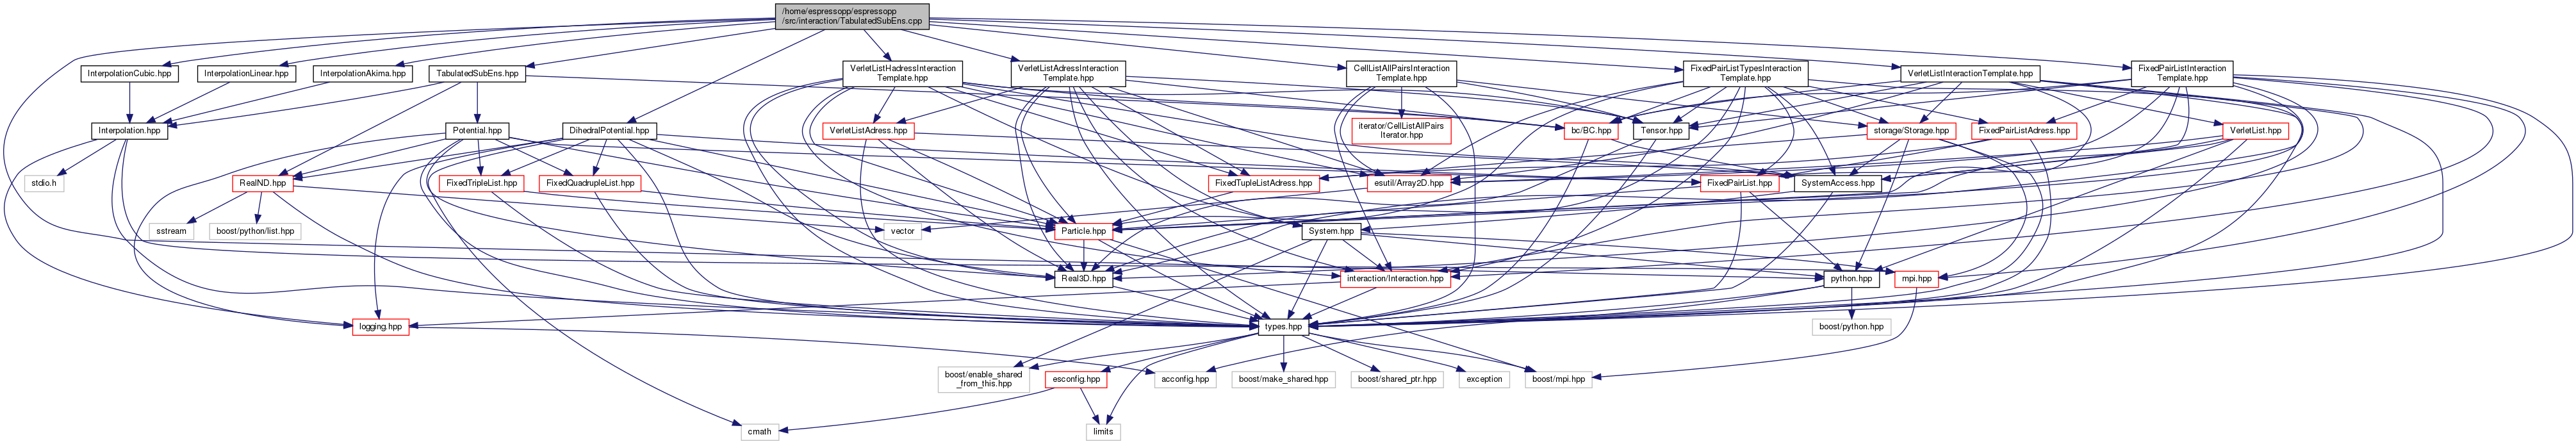 /home/espressopp/espressopp
/src/interaction/TabulatedSubEns.cpp
InterpolationCubic.hpp
InterpolationLinear.hpp
InterpolationAkima.hpp
TabulatedSubEns.hpp
VerletListHadressInteraction
Template.hpp
VerletListAdressInteraction
Template.hpp
CellListAllPairsInteraction
Template.hpp
FixedPairListTypesInteraction
Template.hpp
VerletListInteractionTemplate.hpp
FixedPairListInteraction
Template.hpp
Interpolation.hpp
Potential.hpp
DihedralPotential.hpp
VerletListAdress.hpp
iterator/CellListAllPairs
Iterator.hpp
bc/BC.hpp
Tensor.hpp
storage/Storage.hpp
FixedPairListAdress.hpp
VerletList.hpp
stdio.h
RealND.hpp
FixedTripleList.hpp
FixedQuadrupleList.hpp
FixedTupleListAdress.hpp
esutil/Array2D.hpp
FixedPairList.hpp
SystemAccess.hpp
sstream
boost/python/list.hpp
vector
Particle.hpp
System.hpp
Real3D.hpp
interaction/Interaction.hpp
python.hpp
mpi.hpp
logging.hpp
types.hpp
boost/python.hpp
boost/enable_shared
_from_this.hpp
esconfig.hpp
acconfig.hpp
boost/make_shared.hpp
boost/shared_ptr.hpp
exception
boost/mpi.hpp
cmath
limits